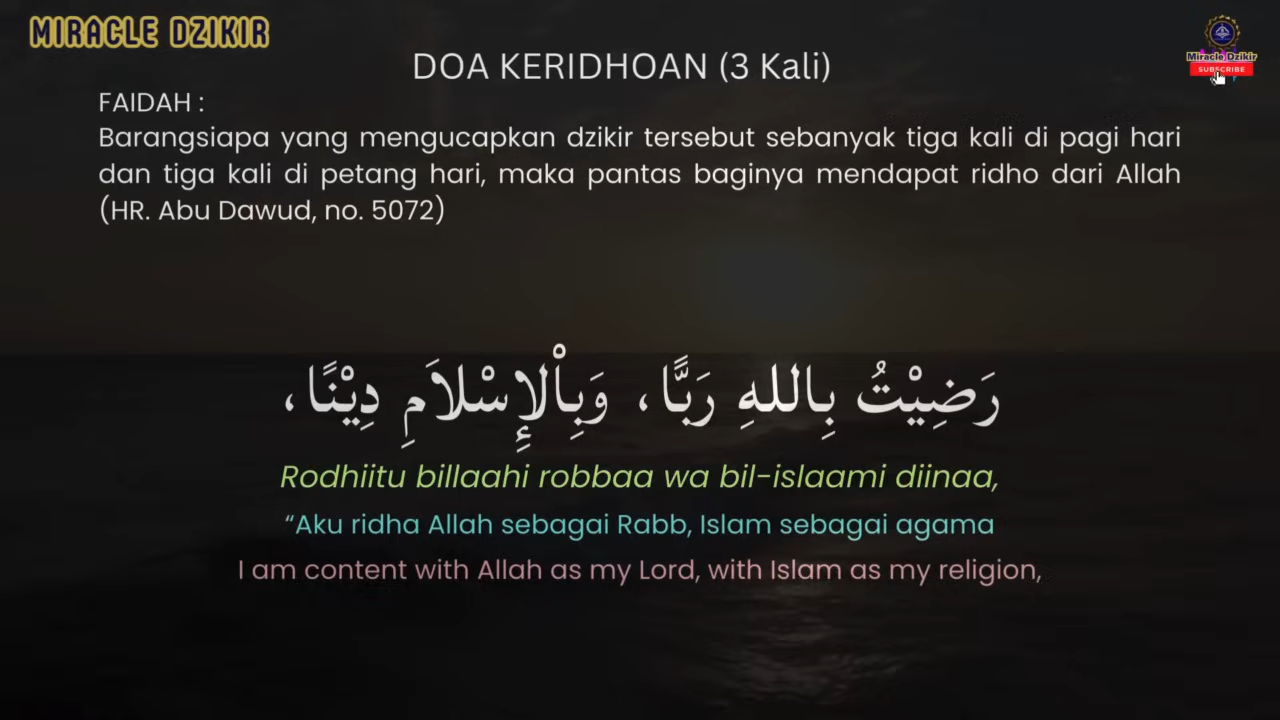 MIRACLE DZIKIR
Miracle Dzikir
SUBSCRIBE
DOA KERIDHOAN (3 Kali)
FAIDAH :
Barangsiapa yang mengucapkan dzikir tersebut sebanyak tiga kali di pagi hari
dan tiga kali di petang hari, maka pantas baginya mendapat ridho dari Allah
(HR. Abu Dawud, no. 5072)
رَضِيْتُ بِاللهِ رَبًّا، وَبِاْلإِسْلاَمِ دِيْنًا،
Rodhiitu billaahi robbaa wa bil-islaami diinaa,
“Aku ridha Allah sebagai Rabb, Islam sebagai agama
I am content with Allah as my Lord, with Islam as my religion,